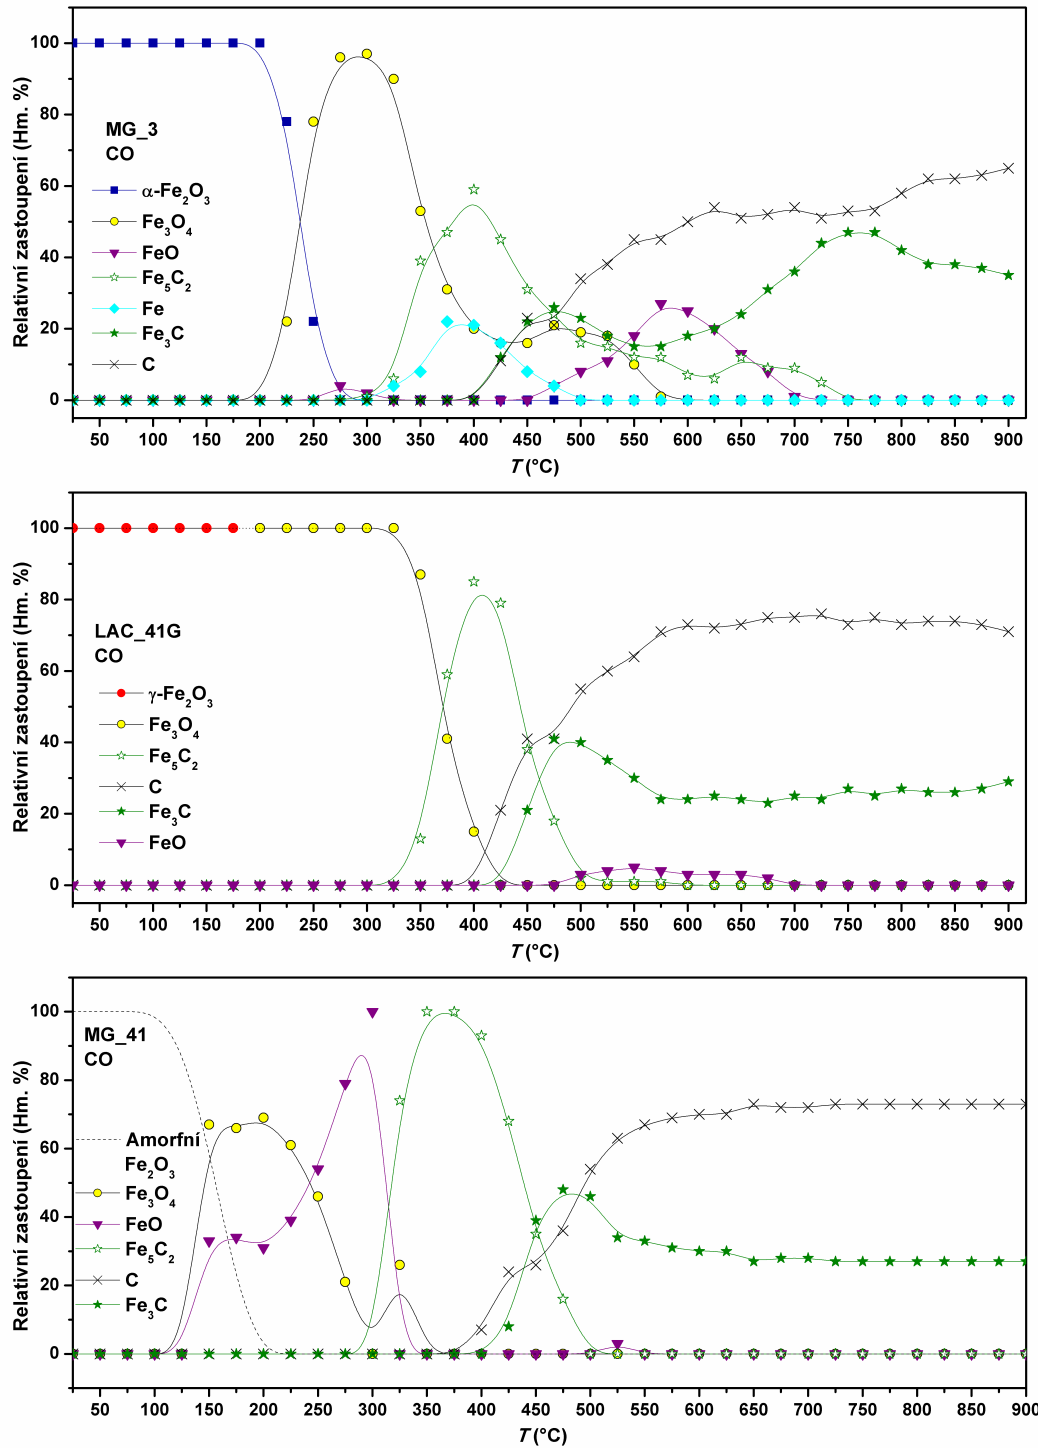 Relativní zastoupení (Hm. %)
100
80
60
40
20
0
MG_3
CO
α-Fe₂O₃
Fe₃O₄
FeO
Fe₅C₂
Fe
Fe₃C
C
50 100 150 200 250 300 350 400 450 500 550 600 650 700 750 800 850 900
T (°C)
Relativní zastoupení (Hm. %)
100
80
60
40
20
0
LAC_41G
CO
γ-Fe₂O₃
Fe₃O₄
Fe₅C₂
C
Fe₃C
FeO
50 100 150 200 250 300 350 400 450 500 550 600 650 700 750 800 850 900
T (°C)
Relativní zastoupení (Hm. %)
100
80
60
40
20
0
MG_41
CO
Amorfní
Fe₂O₃
Fe₃O₄
FeO
Fe₅C₂
C
Fe₃C
50 100 150 200 250 300 350 400 450 500 550 600 650 700 750 800 850 900
T (°C)